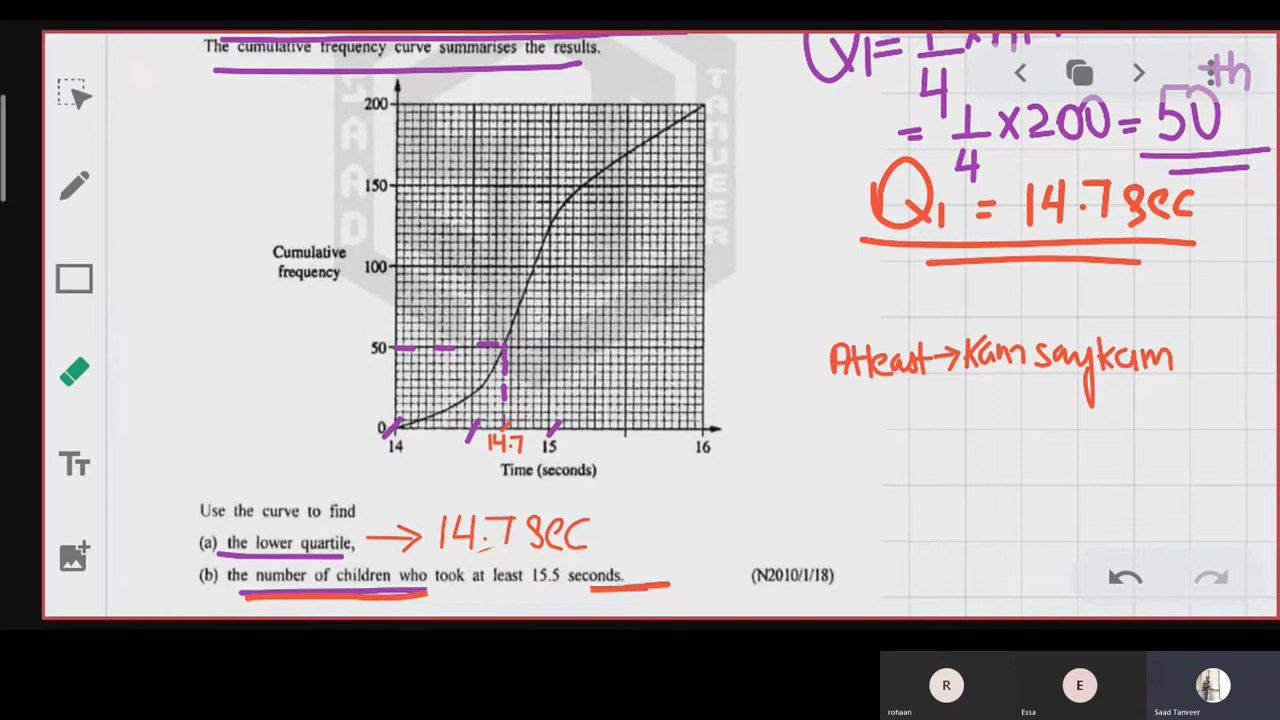 The cumulative frequency curve summarises the results.
200
150
100
50
0
Cumulative
frequency
14
14.7
15
16
Time (seconds)
Use the curve to find
(a) the lower quartile, → 14.7 sec
(b) the number of children who took at least 15.5 seconds. (N2010/1/18)
SAAD
TANVEER
= 1/4 × 200 = 50th
Q1 = 14.7 sec
Atleast → Kam say kam
Tt
R
E
rohaan
Essa
Saad Tanveer